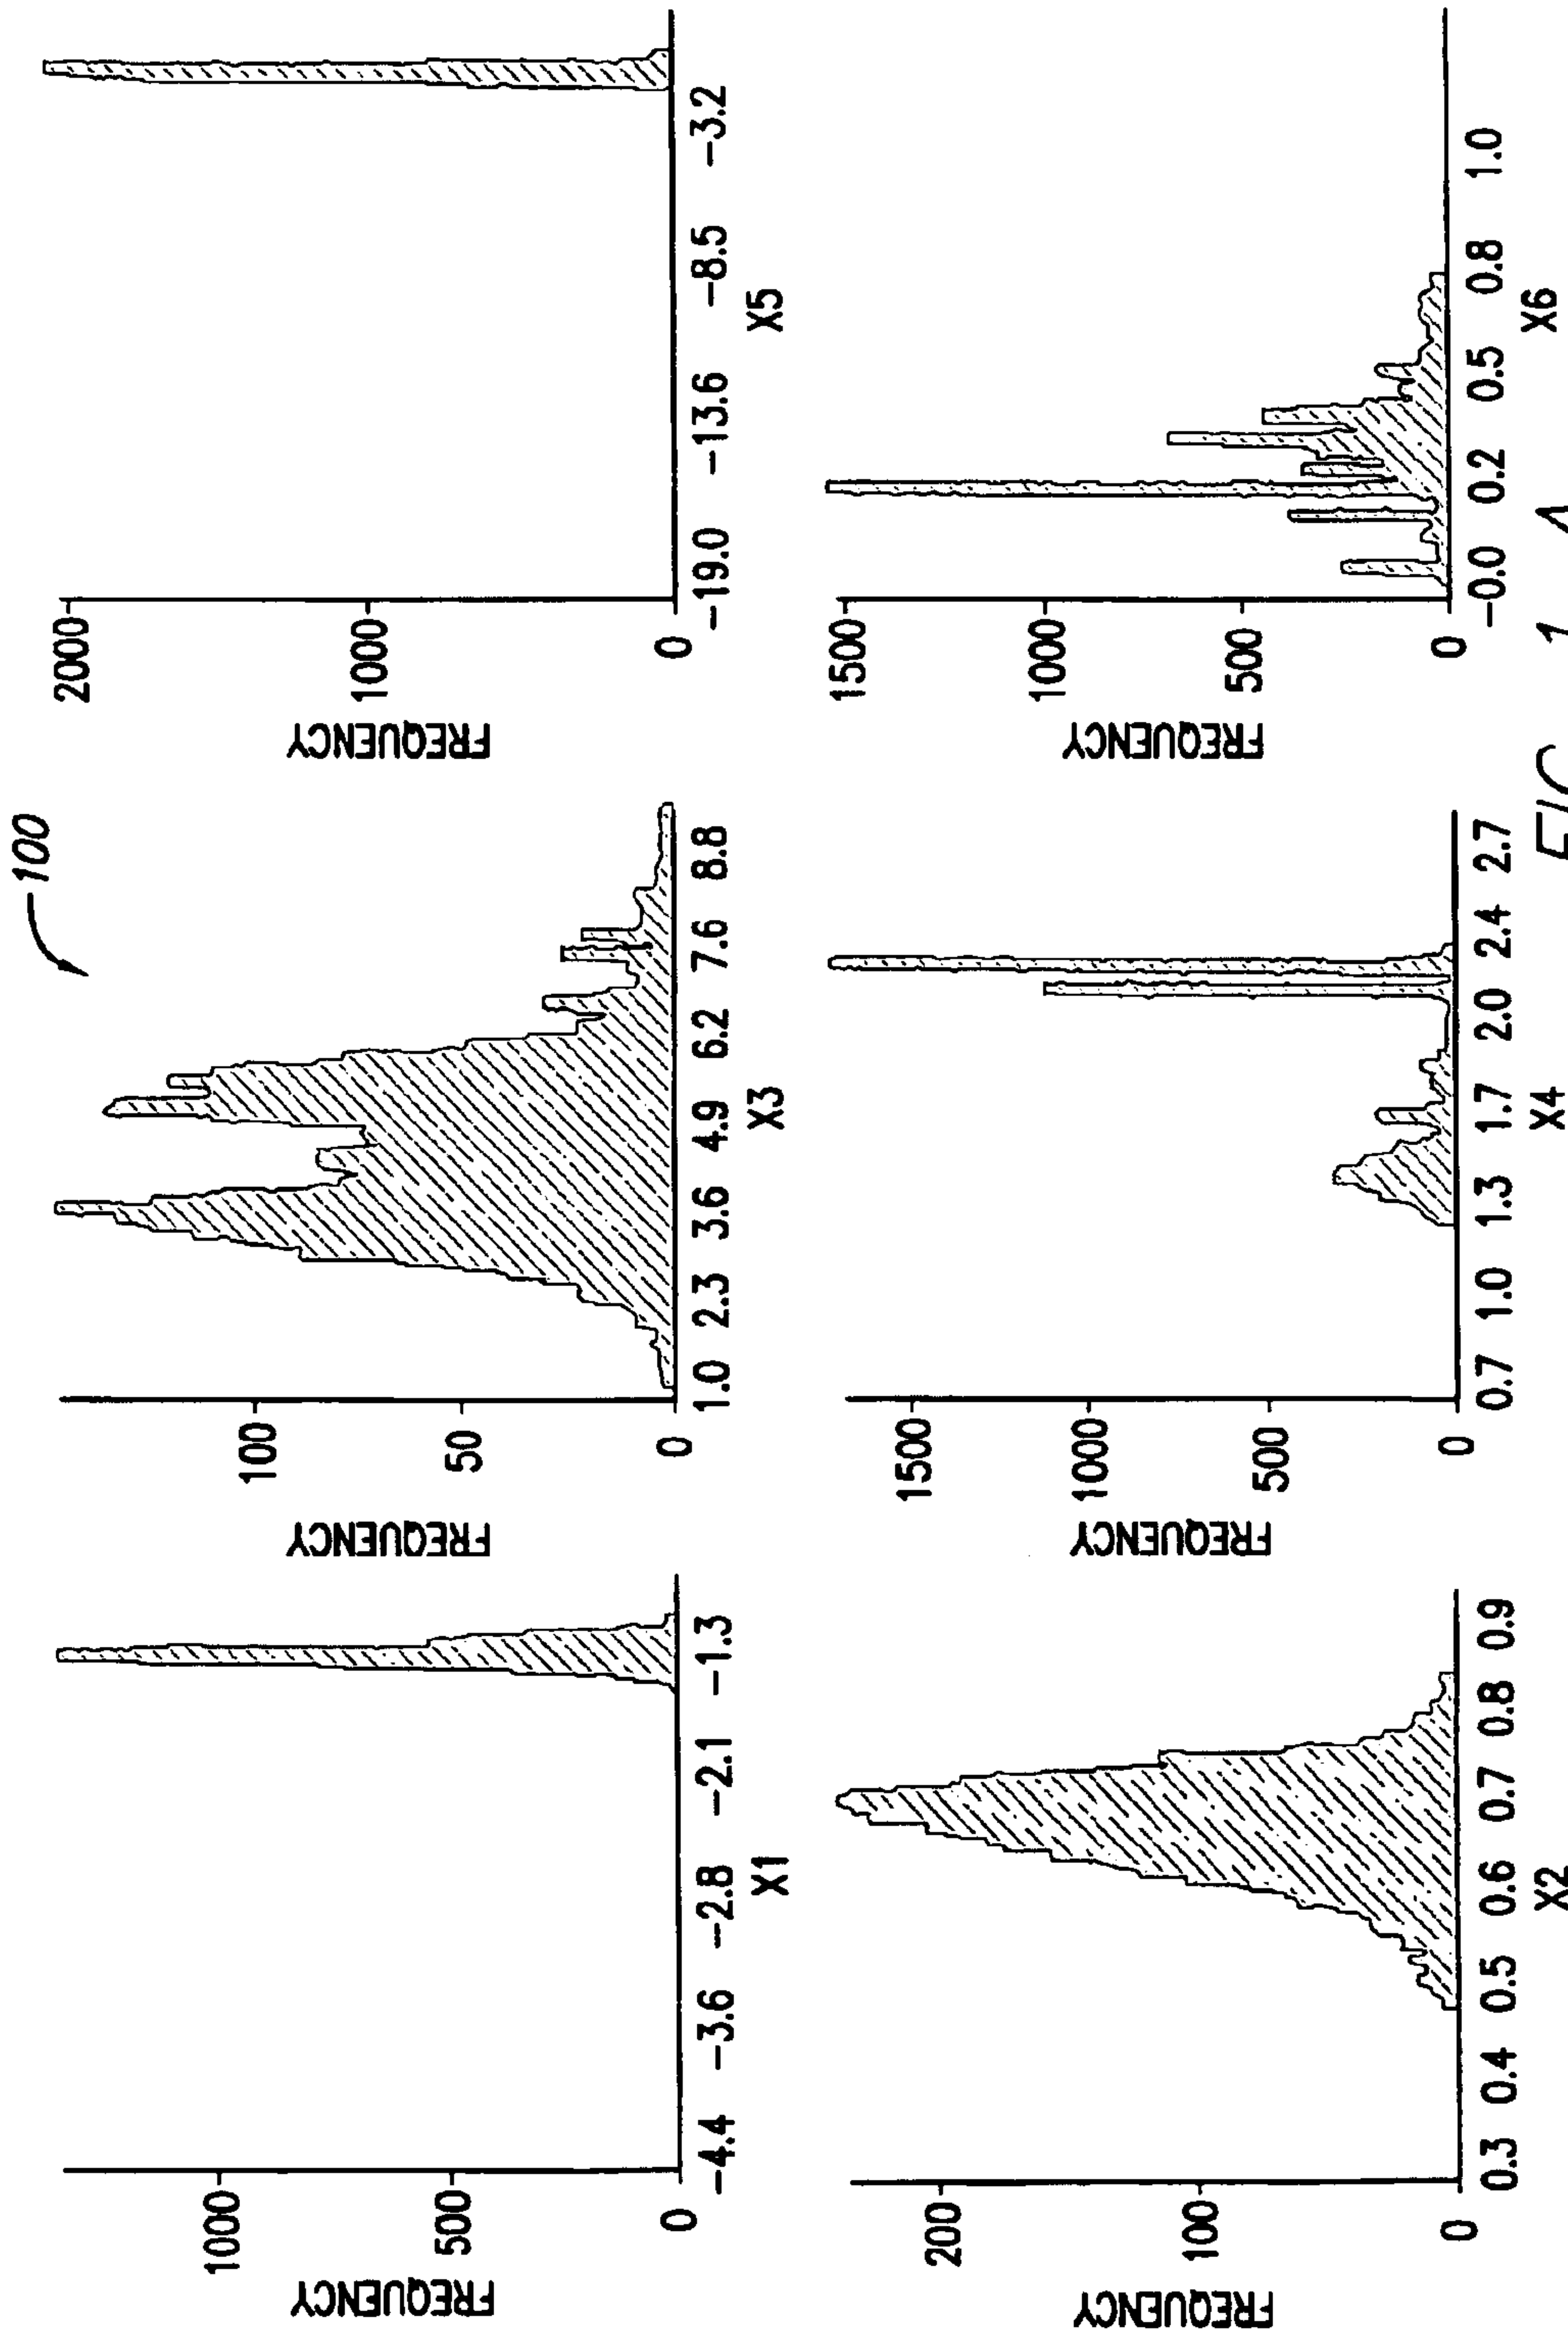 100
FREQUENCY
1000
500
0
-4.4 -3.6 -2.8 -2.1 -1.3
X1
FREQUENCY
100
50
0
1.0 2.3 3.6 4.9 6.2 7.6 8.8
X3
FREQUENCY
2000
1000
0
-19.0 -13.6 -8.5 -3.2
X5
FREQUENCY
200
100
0
0.3 0.4 0.5 0.6 0.7 0.8 0.9
X2
FREQUENCY
1500
1000
500
0
0.7 1.0 1.3 1.7 2.0 2.4 2.7
X4
FREQUENCY
1500
1000
500
0
-0.0 0.2 0.5 0.8 1.0
X6
FIG. 1A